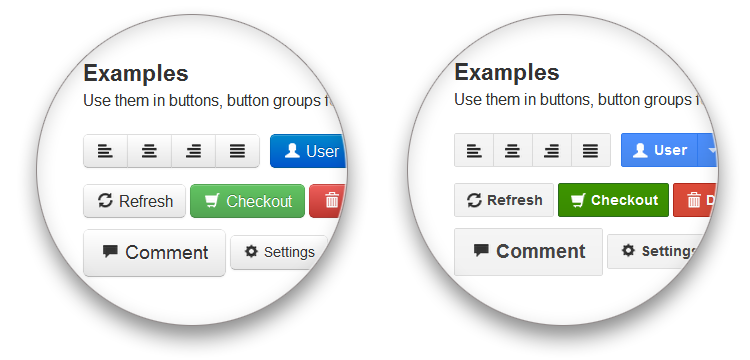 Examples
Use them in buttons, button groups
User
Refresh Checkout
Comment Settings
Examples
Use them in buttons, button groups
User
Refresh Checkout
Comment Settings